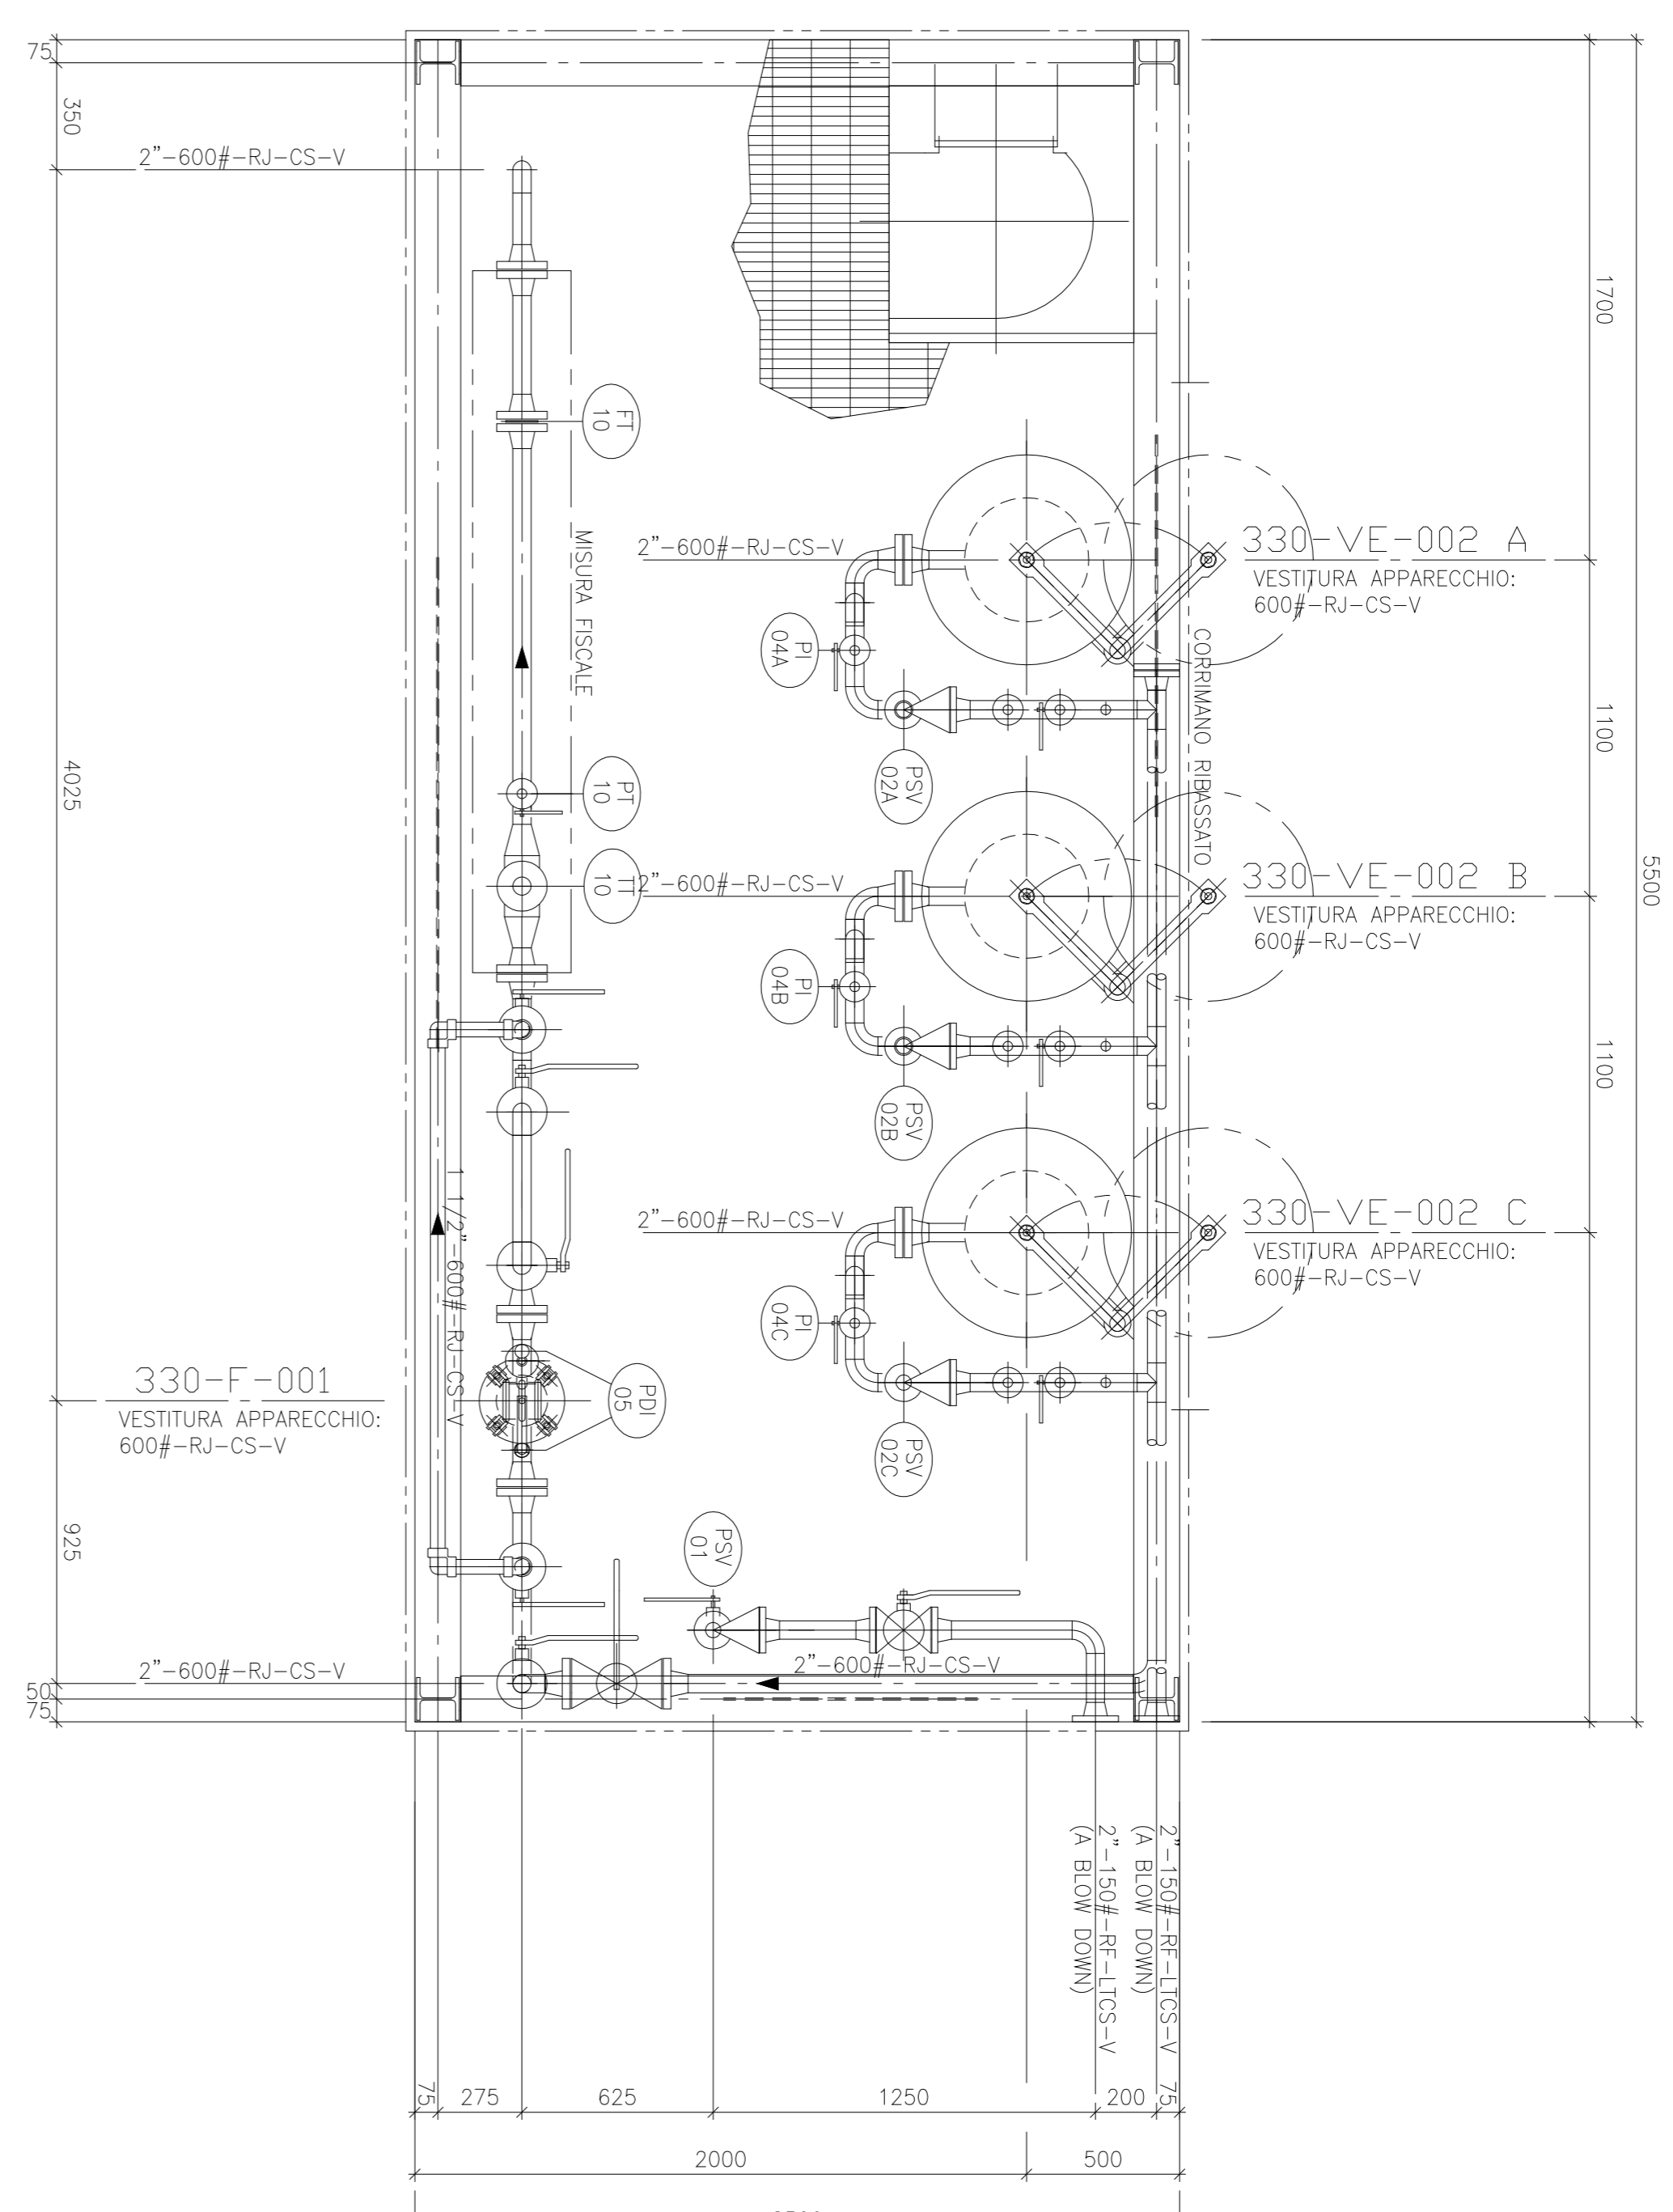 75
350
2"-600#-RJ-CS-V
4025
330-F-001
VESTITURA APPARECCHIO:
600#-RJ-CS-V
925
2"-600#-RJ-CS-V
50
75
FT
10
MISURA FISCALE
PT
10
TT
10
1 1/2"-600#-RJ-CS-V
PDI
05
2"-600#-RJ-CS-V
PI
04A
PSV
02A
2"-600#-RJ-CS-V
PI
04B
PSV
02B
2"-600#-RJ-CS-V
PI
04C
PSV
02C
PSV
01
2"-600#-RJ-CS-V
CORRIMANO RIBASSATO
330-VE-002 A
VESTITURA APPARECCHIO:
600#-RJ-CS-V
330-VE-002 B
VESTITURA APPARECCHIO:
600#-RJ-CS-V
330-VE-002 C
VESTITURA APPARECCHIO:
600#-RJ-CS-V
1700
1100
1100
5500
2"-150#-RF-LTCS-V
(A BLOW DOWN)
2"-150#-RF-LTCS-V
(A BLOW DOWN)
75
275
625
1250
200
75
2000
500